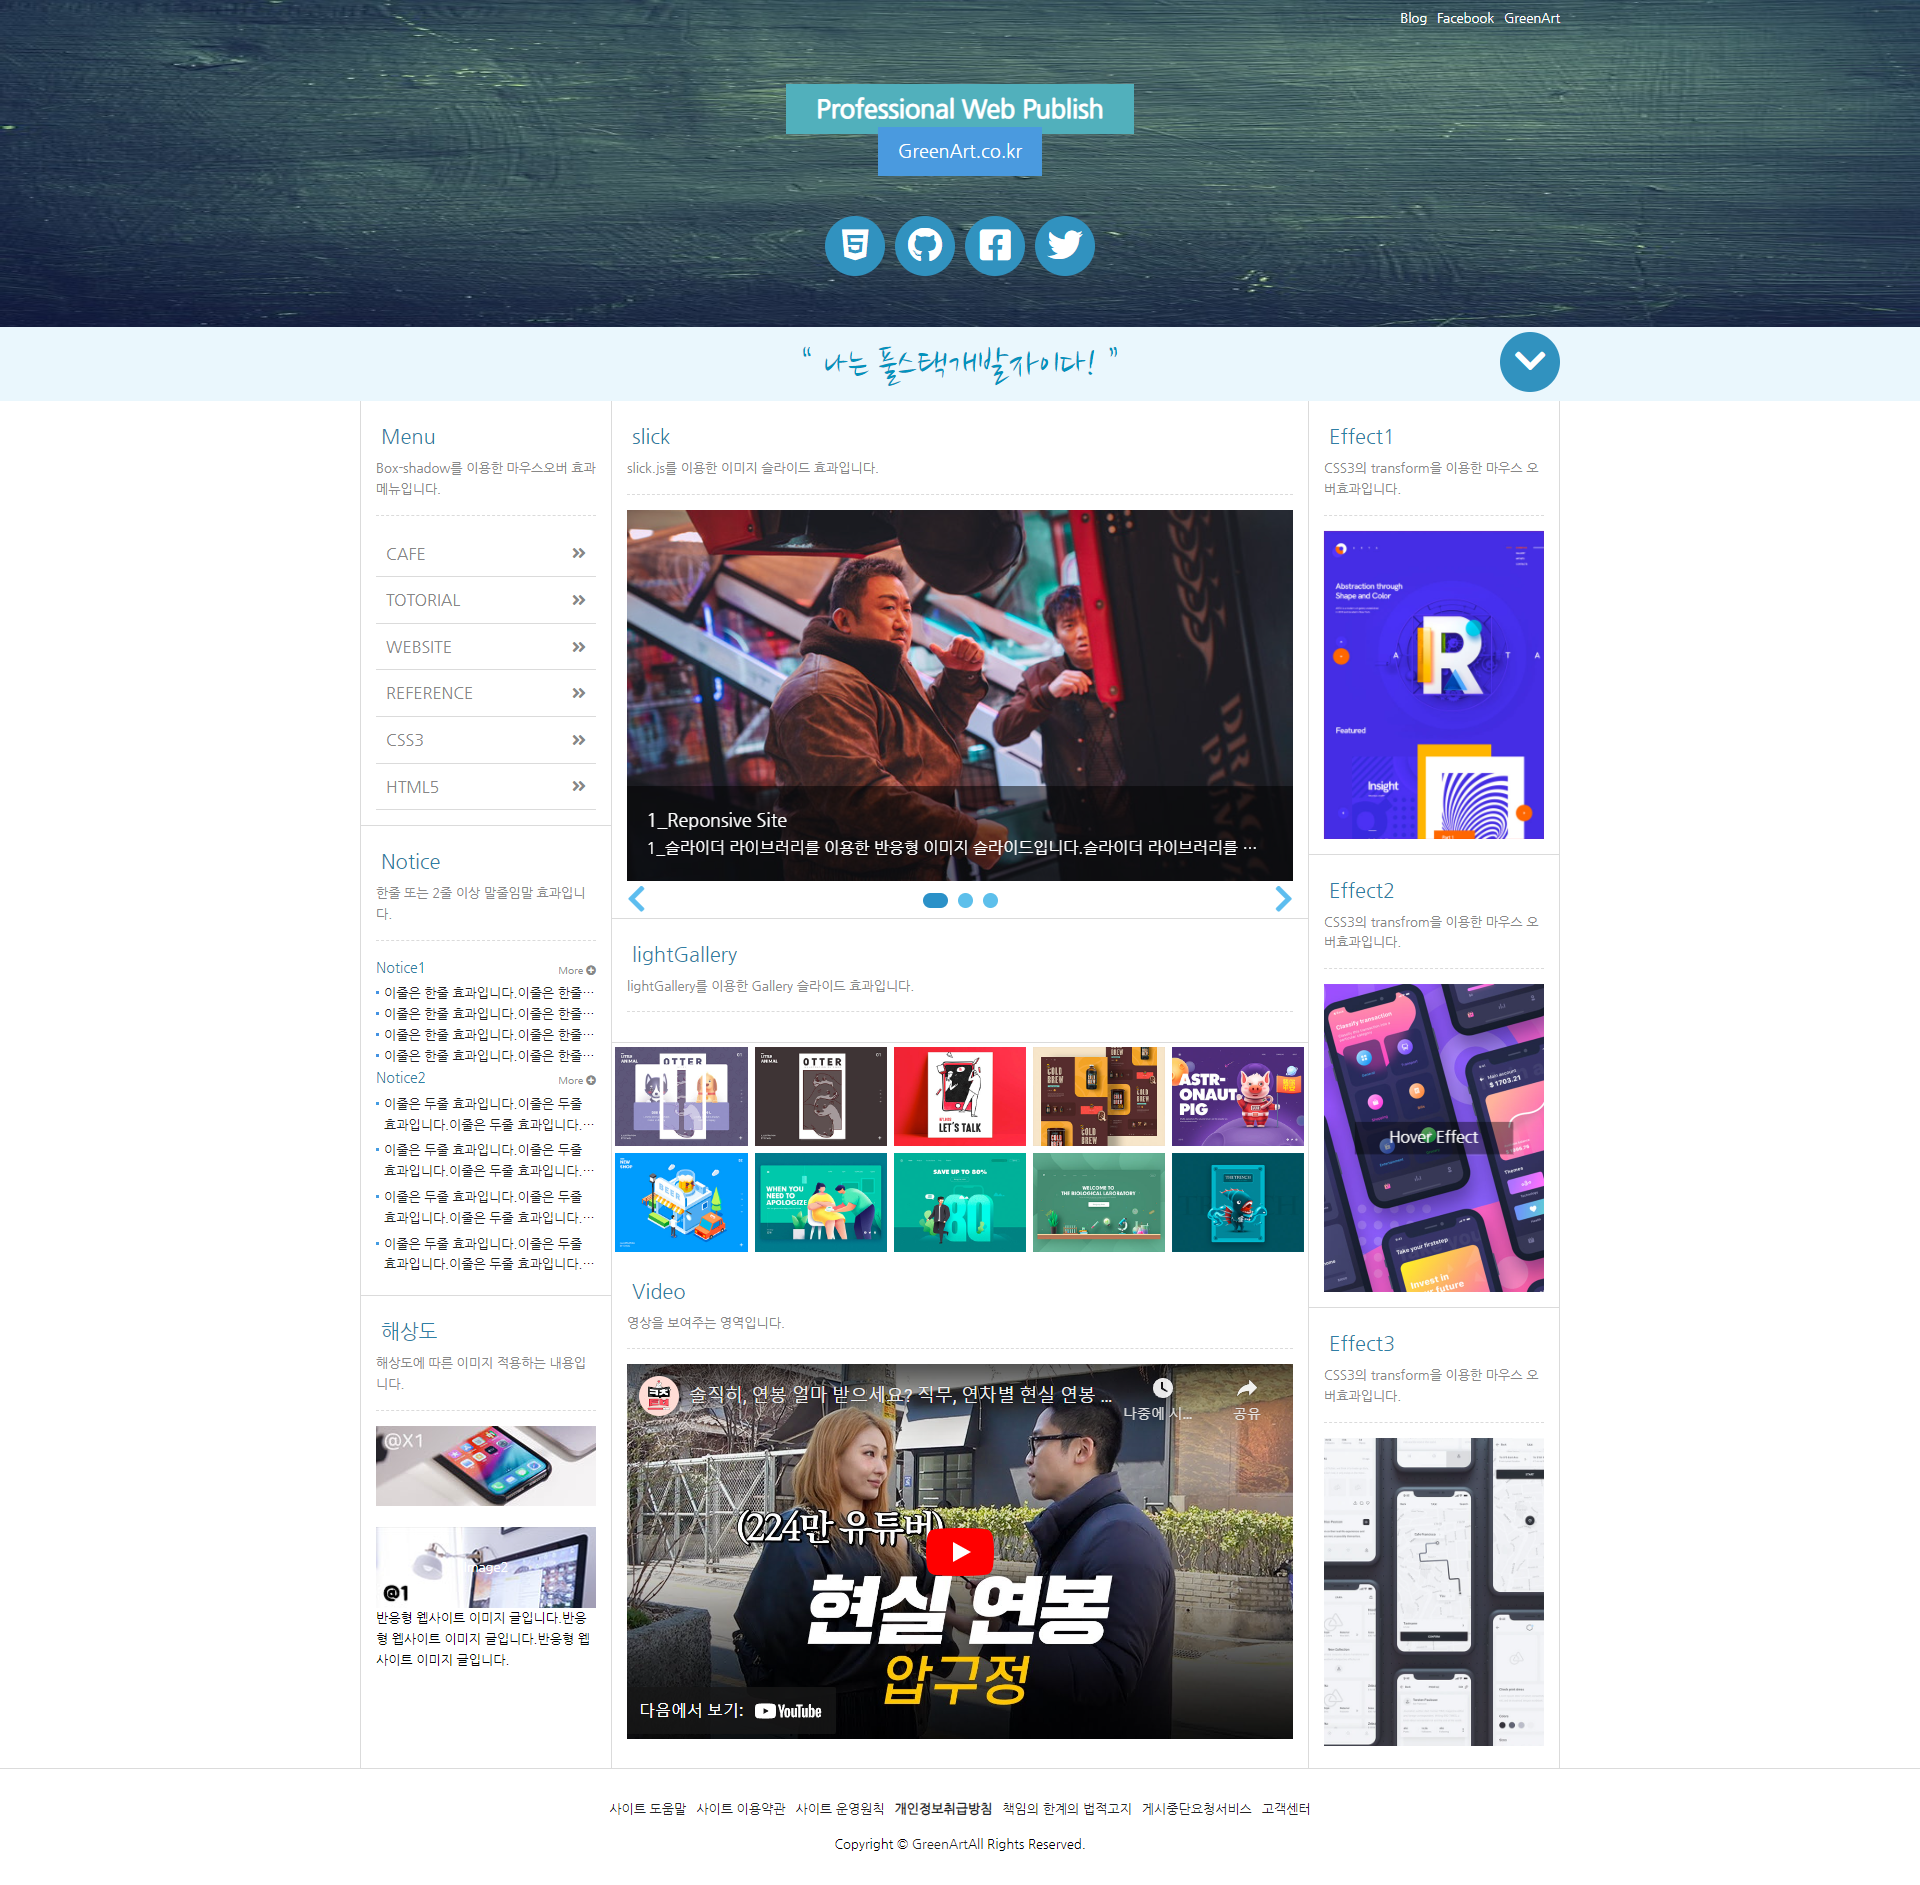 Blog Facebook GreenArt
Professional Web Publish
GreenArt.co.kr
“ 나는 풀스택개발자이다! ”
Menu
Box-shadow를 이용한 마우스오버 효과
메뉴입니다.
CAFE
TOTORIAL
WEBSITE
REFERENCE
CSS3
HTML5
Notice
한줄 또는 2줄 이상 말줄임말 효과입니
다.
Notice1 More
이줄은 한줄 효과입니다.이줄은 한줄…
이줄은 한줄 효과입니다.이줄은 한줄…
이줄은 한줄 효과입니다.이줄은 한줄…
이줄은 한줄 효과입니다.이줄은 한줄…
Notice2 More
이줄은 두줄 효과입니다.이줄은 두줄
효과입니다.이줄은 두줄 효과입니다.…
이줄은 두줄 효과입니다.이줄은 두줄
효과입니다.이줄은 두줄 효과입니다.…
이줄은 두줄 효과입니다.이줄은 두줄
효과입니다.이줄은 두줄 효과입니다.…
이줄은 두줄 효과입니다.이줄은 두줄
효과입니다.이줄은 두줄 효과입니다.…
해상도
해상도에 따른 이미지 적용하는 내용입
니다.
@X1
@1
반응형 웹사이트 이미지 글입니다.반응
형 웹사이트 이미지 글입니다.반응형 웹
사이트 이미지 글입니다.
slick
slick.js를 이용한 이미지 슬라이드 효과입니다.
1_Reponsive Site
1_슬라이더 라이브러리를 이용한 반응형 이미지 슬라이드입니다.슬라이더 라이브러리를 …
lightGallery
lightGallery를 이용한 Gallery 슬라이드 효과입니다.
OTTER
OTTER
LET'S TALK
COLD
BREW
ASTR-
ONAUT
PIG
BEER
WHEN YOU
NEED TO
APOLOGIZE
SAVE UP TO 80%
80
WELCOME TO
THE BIOLOGICAL LABORATORY
Video
영상을 보여주는 영역입니다.
솔직히, 연봉 얼마 받으세요? 직무, 연차별 현실 연봉 ...
나중에 시...
공유
(224만 유튜버)
현실 연봉
압구정
다음에서 보기: YouTube
Effect1
CSS3의 transform을 이용한 마우스 오
버효과입니다.
Abstraction through
Shape and Color
R
A T A
Featured
Insight
Effect2
CSS3의 transfrom을 이용한 마우스 오
버효과입니다.
Classify transaction
Main account
$ 1703.21
Hover Effect
Themes
Take your firststep
Invest in
your future
Effect3
CSS3의 transform을 이용한 마우스 오
버효과입니다.
사이트 도움말 사이트 이용약관 사이트 운영원칙 개인정보취급방침 책임의 한계의 법적고지 게시중단요청서비스 고객센터
Copyright © GreenArtAll Rights Reserved.